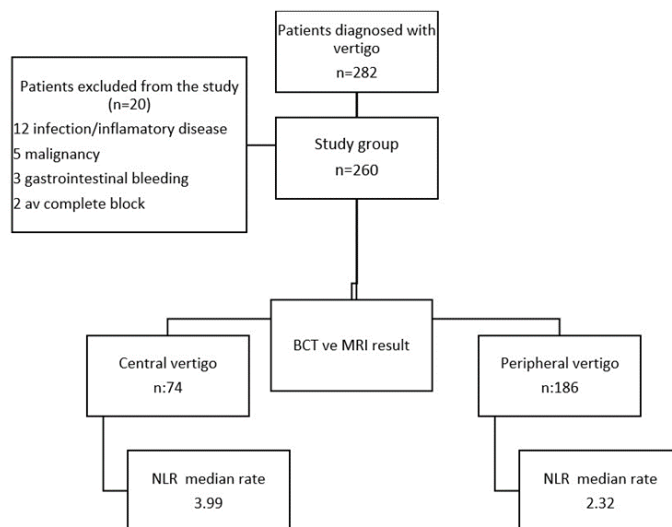 Patients diagnosed with
vertigo
n=282
Patients excluded from the study
(n=20)
12 infection/inflamatory disease
5 malignancy
3 gastrointestinal bleeding
2 av complete block
Study group
n=260
BCT ve MRI result
Central vertigo
n:74
Peripheral vertigo
n:186
NLR median rate
3.99
NLR median rate
2.32